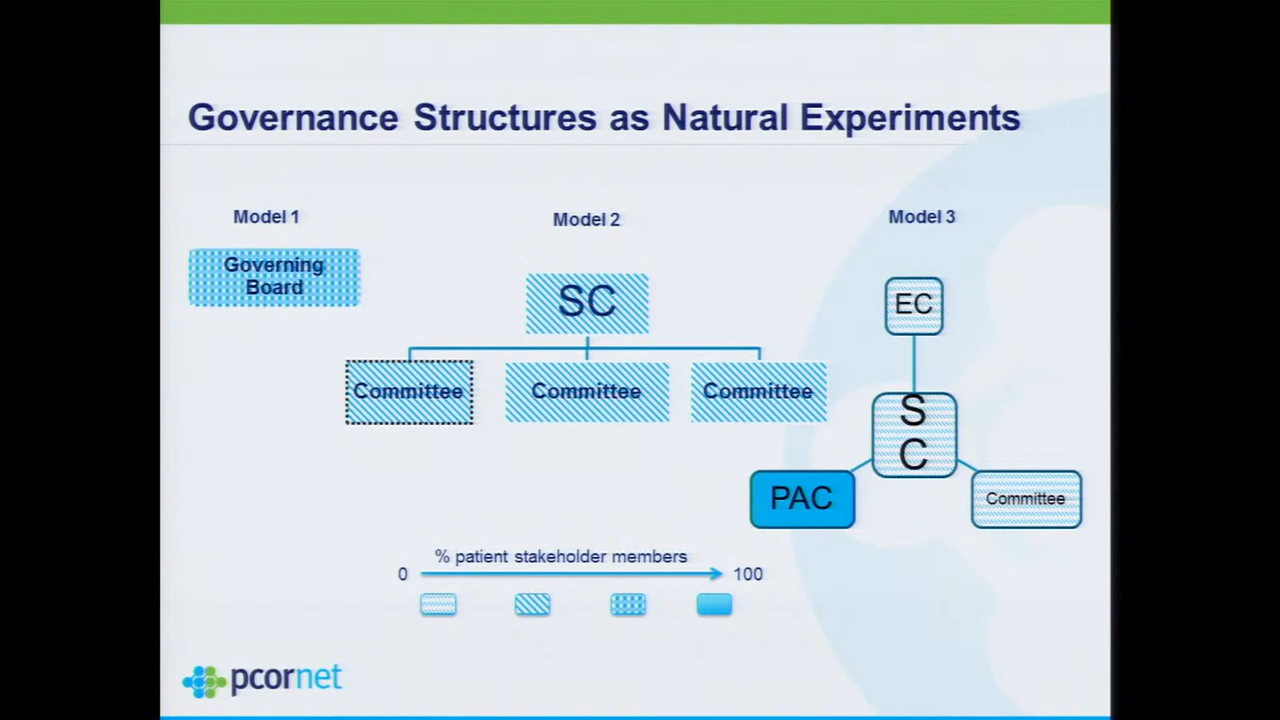 Governance Structures as Natural Experiments
Model 1
Model 2
Model 3
Governing
Board
SC
EC
Committee
Committee
Committee
S
C
PAC
Committee
% patient stakeholder members
0
100
pcornet